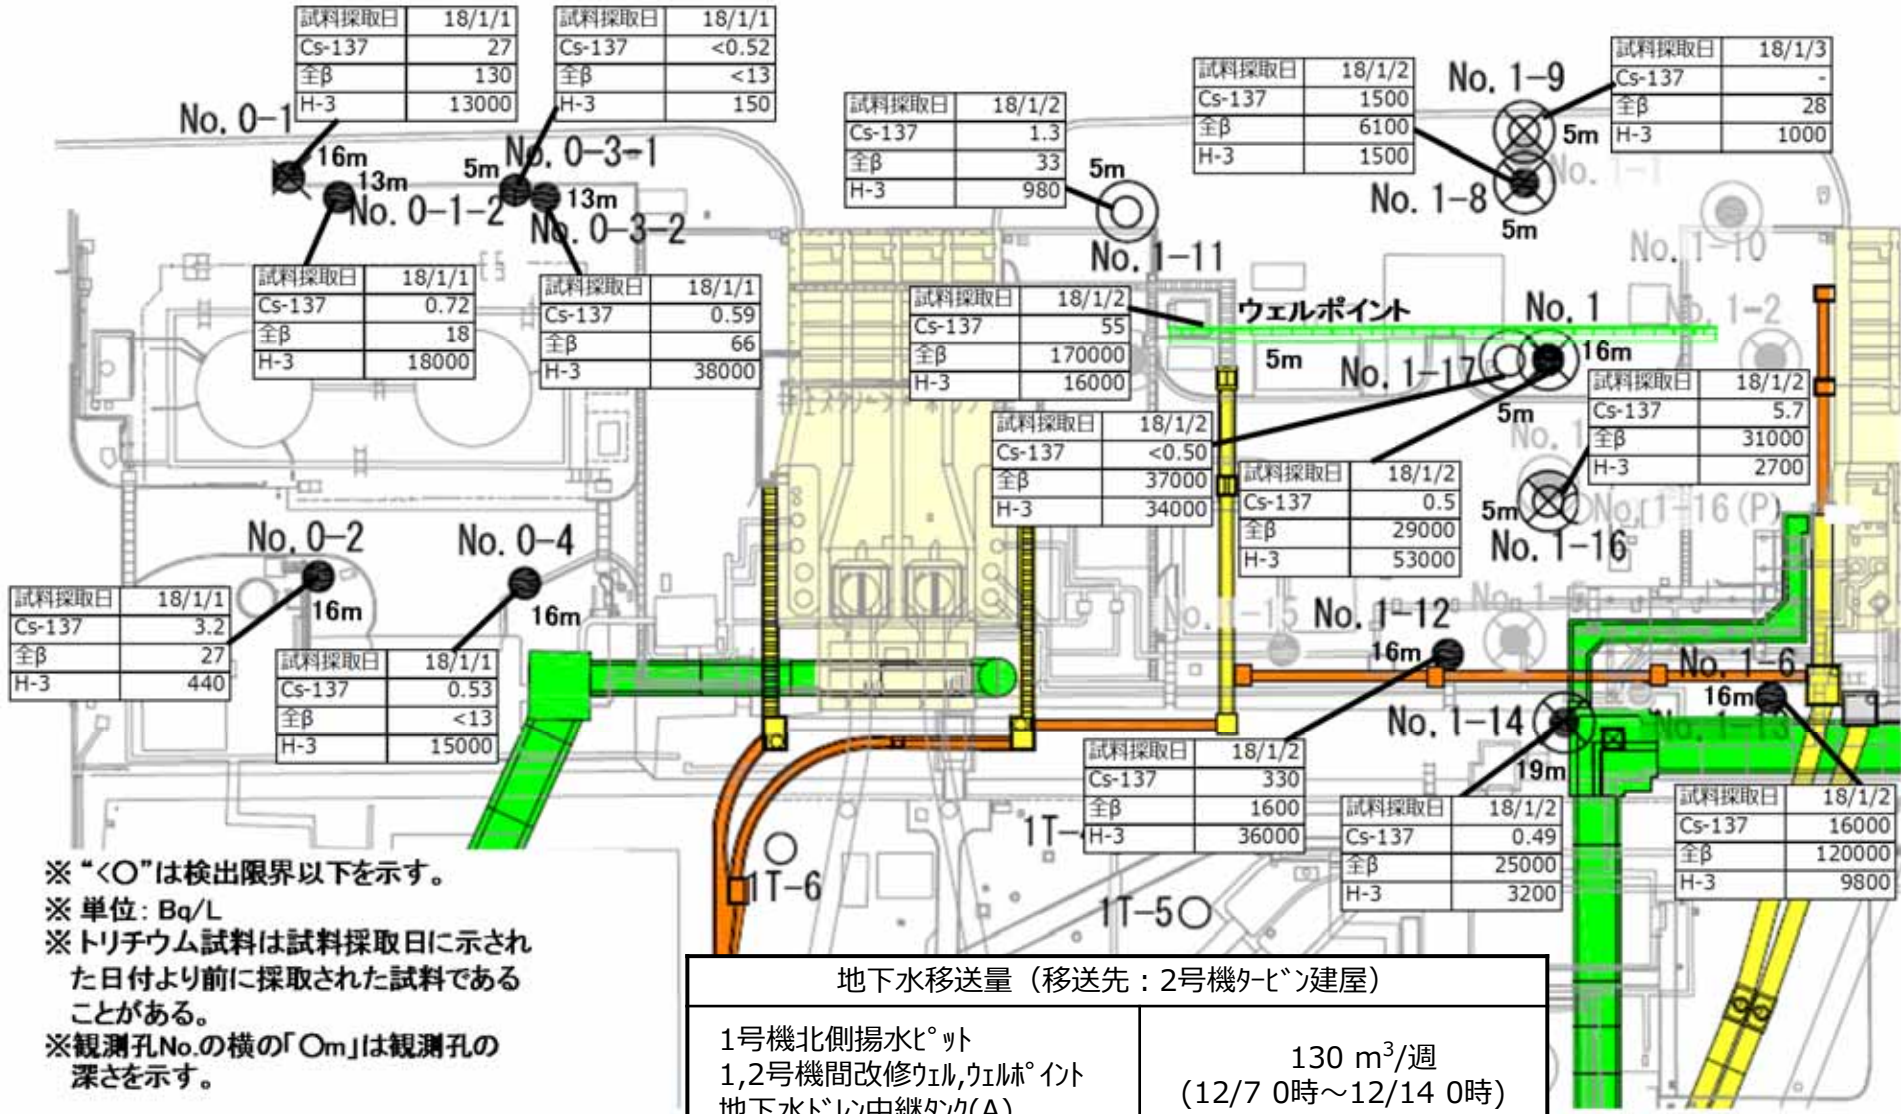 試料採取日 18/1/1
Cs-137 27
全β 130
H-3 13000
試料採取日 18/1/1
Cs-137 <0.52
全β <13
H-3 150
試料採取日 18/1/2
Cs-137 1.3
全β 33
H-3 980
試料採取日 18/1/2
Cs-137 1500
全β 6100
H-3 1500
試料採取日 18/1/3
Cs-137 -
全β 28
H-3 1000
No. 0-1
16m
13m
No. 0-1-2
5m
No. 0-3-1
13m
No. 0-3-2
5m
No. 1-11
No. 1-9
5m
No. 1-8
5m
No. 1-1
No. 1-10
試料採取日 18/1/1
Cs-137 0.72
全β 18
H-3 18000
試料採取日 18/1/1
Cs-137 0.59
全β 66
H-3 38000
試料採取日 18/1/2
Cs-137 55
全β 170000
H-3 16000
ウェルポイント
5m
No. 1
16m
No. 1-2
No. 1-17
5m
試料採取日 18/1/2
Cs-137 5.7
全β 31000
H-3 2700
試料採取日 18/1/2
Cs-137 <0.50
全β 37000
H-3 34000
試料採取日 18/1/2
Cs-137 0.5
全β 29000
H-3 53000
5m
No. 1-16
No. 1-16(P)
No. 0-2
16m
No. 0-4
16m
試料採取日 18/1/1
Cs-137 3.2
全β 27
H-3 440
試料採取日 18/1/1
Cs-137 0.53
全β <13
H-3 15000
No. 1-15
No. 1-12
16m
No. 1-6
16m
No. 1-14
19m
No. 1-13
試料採取日 18/1/2
Cs-137 330
全β 1600
H-3 36000
試料採取日 18/1/2
Cs-137 0.49
全β 25000
H-3 3200
試料採取日 18/1/2
Cs-137 16000
全β 120000
H-3 9800
1T-6
1T-5
※ “<○”は検出限界以下を示す。
※ 単位: Bq/L
※ トリチウム試料は試料採取日に示され
た日付より前に採取された試料である
ことがある。
※観測孔No.の横の「○m」は観測孔の
深さを示す。
地下水移送量（移送先：2号機ﾀｰﾋﾞﾝ建屋）
1号機北側揚水ﾋﾟｯﾄ
1,2号機間改修ｳｪﾙ,ｳｪﾙﾎﾟｲﾝﾄ
地下水ﾄﾞﾚﾝ中継ﾀﾝｸ(A)
130 m³/週
(12/7 0時～12/14 0時)